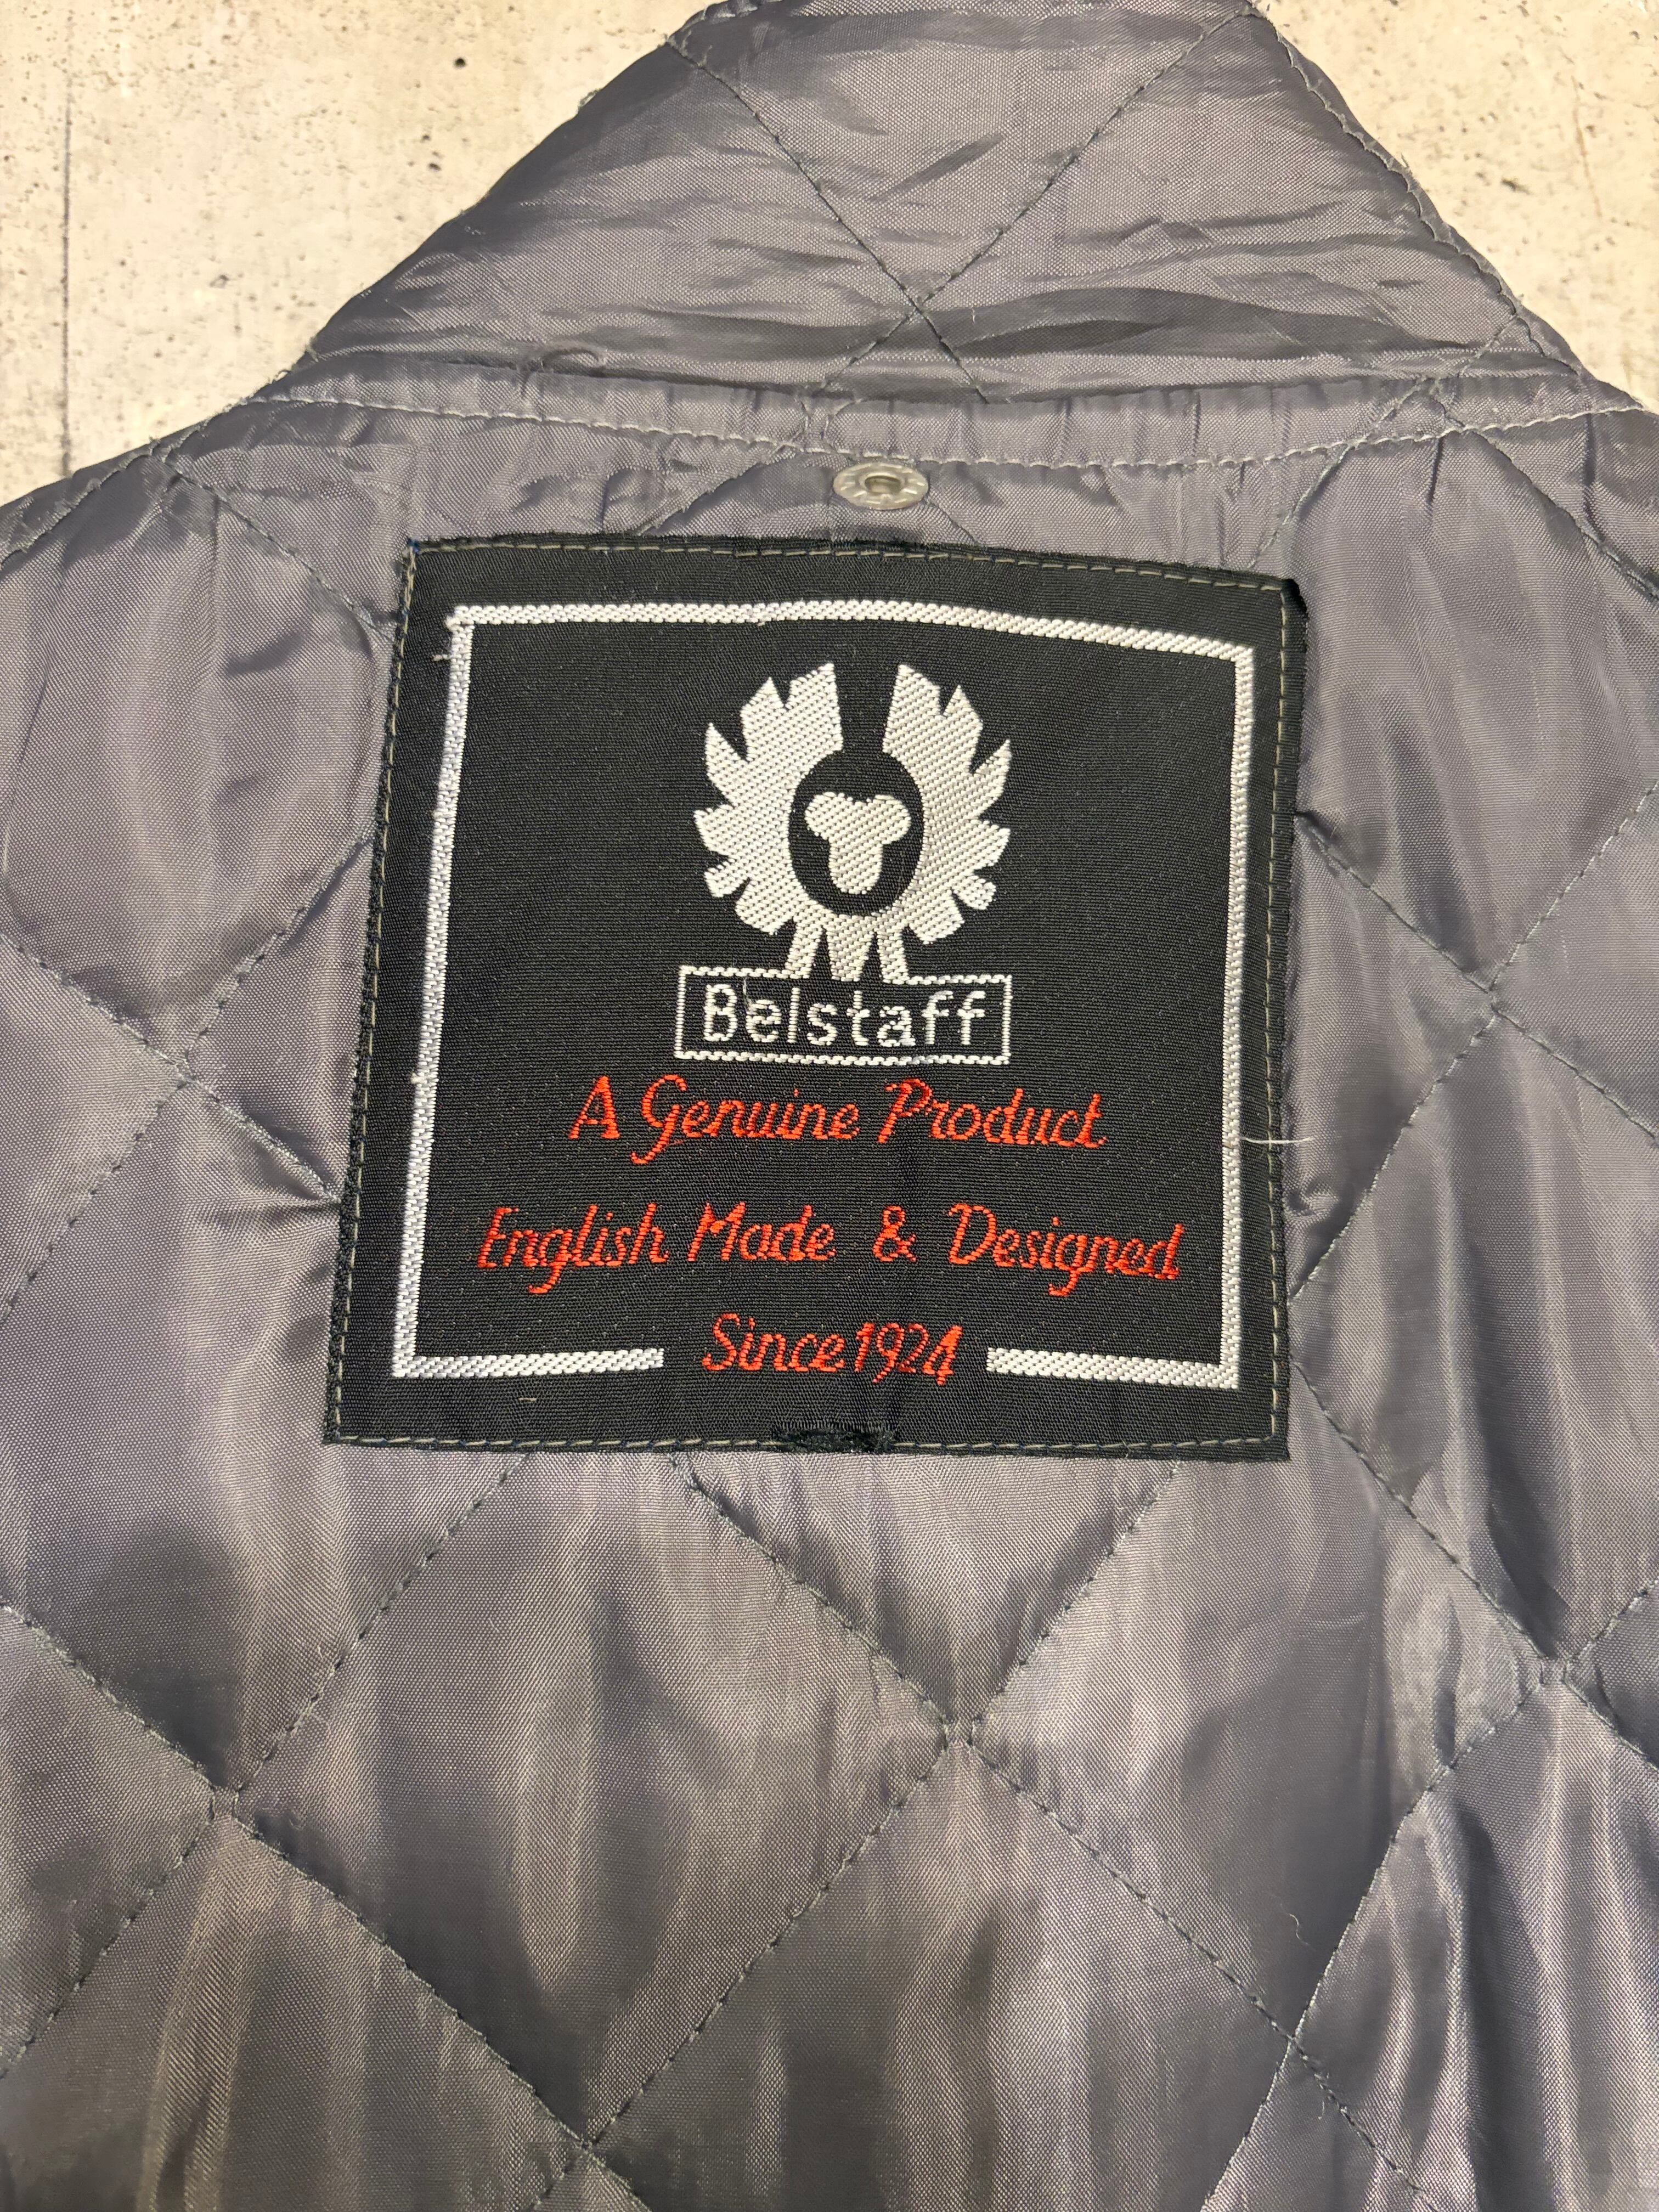 Belstaff
A Genuine Product
English Made & Designed
Since 1924